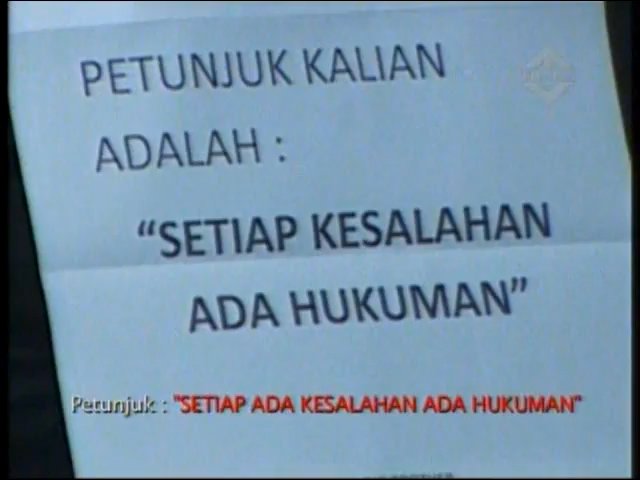 PETUNJUK KALIAN
ADALAH :
“SETIAP KESALAHAN
ADA HUKUMAN”
Petunjuk : "SETIAP ADA KESALAHAN ADA HUKUMAN"